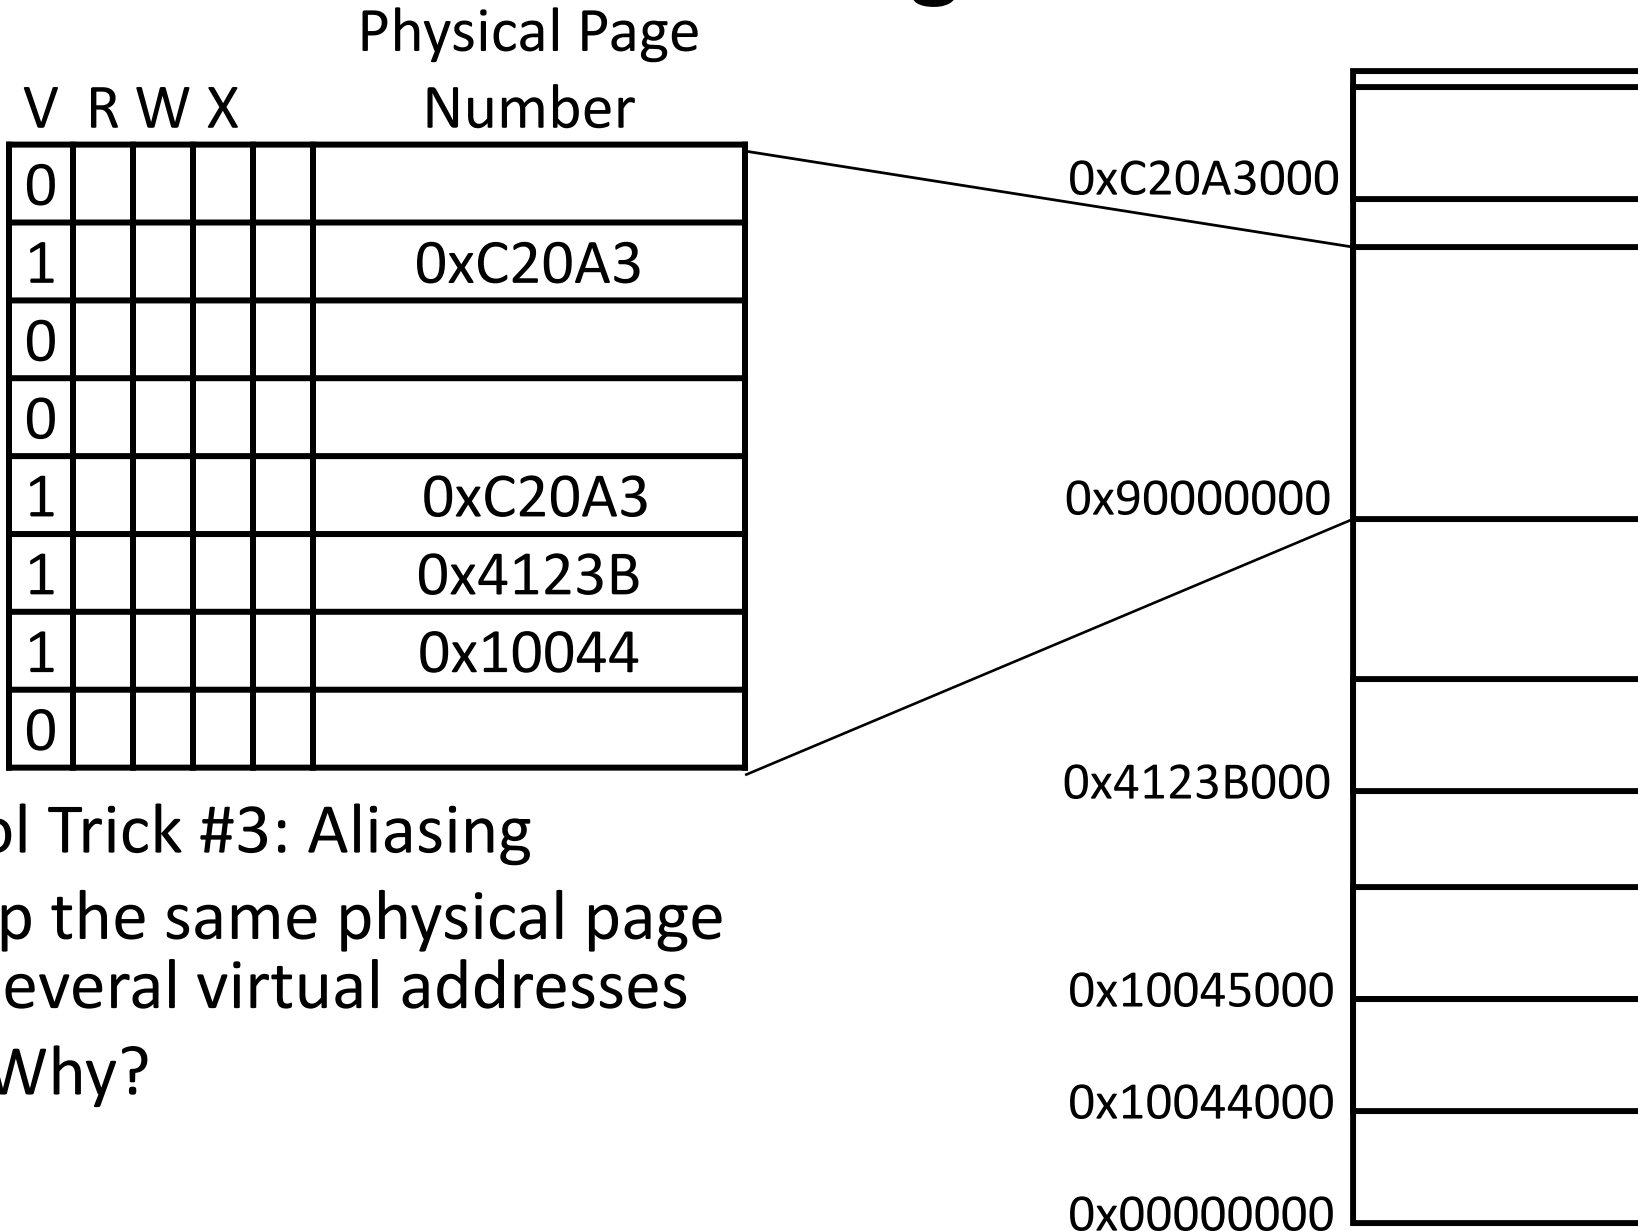 Physical Page
V R W X Number
0
1 0xC20A3
0
0
1 0xC20A3
1 0x4123B
1 0x10044
0
0xC20A3000
0x90000000
0x4123B000
0x10045000
0x10044000
0x00000000
Trick #3: Aliasing
the same physical page
virtual addresses
Why?